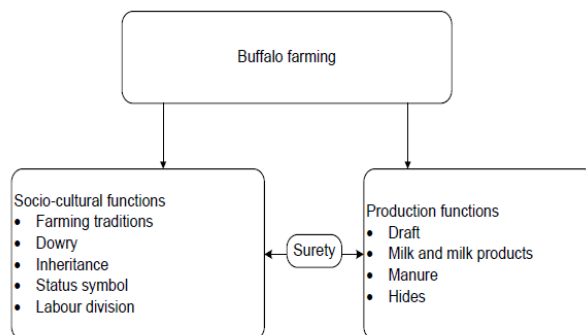 Buffalo farming
Socio-cultural functions
• Farming traditions
• Dowry
• Inheritance
• Status symbol
• Labour division
Surety
Production functions
• Draft
• Milk and milk products
• Manure
• Hides